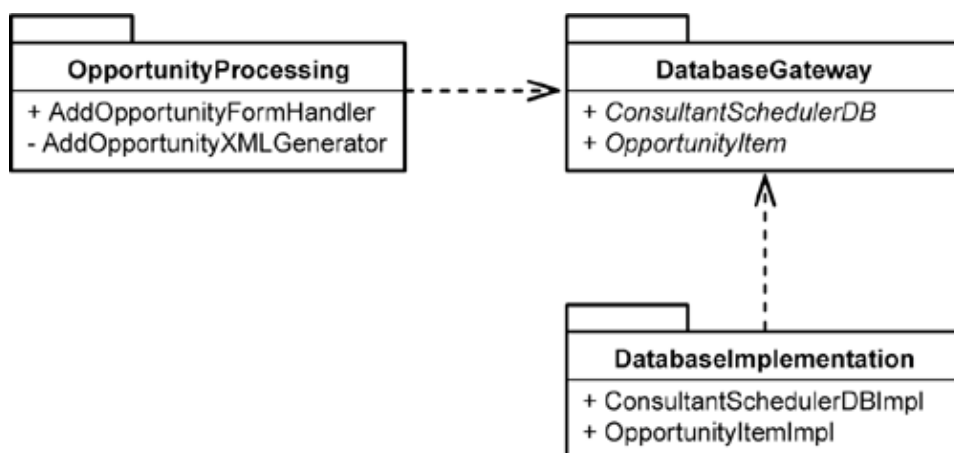 OpportunityProcessing
+ AddOpportunityFormHandler
- AddOpportunityXMLGenerator
DatabaseGateway
+ ConsultantSchedulerDB
+ OpportunityItem
DatabaseImplementation
+ ConsultantSchedulerDBImpl
+ OpportunityItemImpl